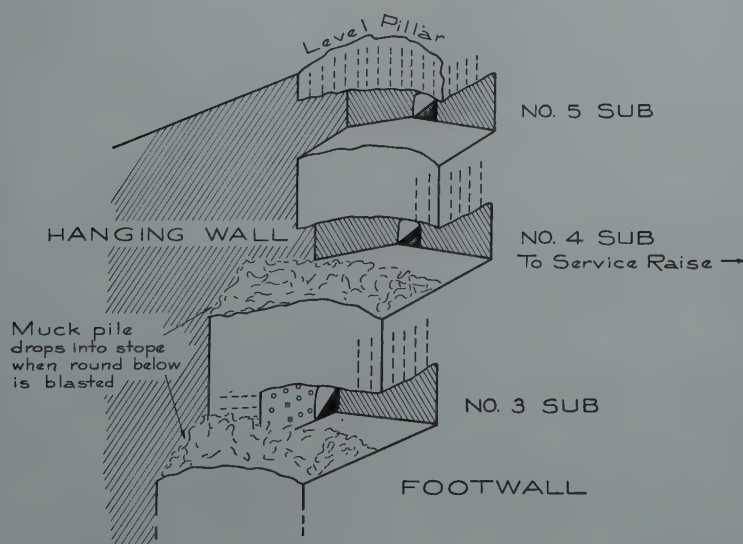 Level Pillar
NO. 5 SUB
HANGING WALL
NO. 4 SUB
To Service Raise
Muck pile
drops into stope
when round below
is blasted
NO. 3 SUB
FOOTWALL